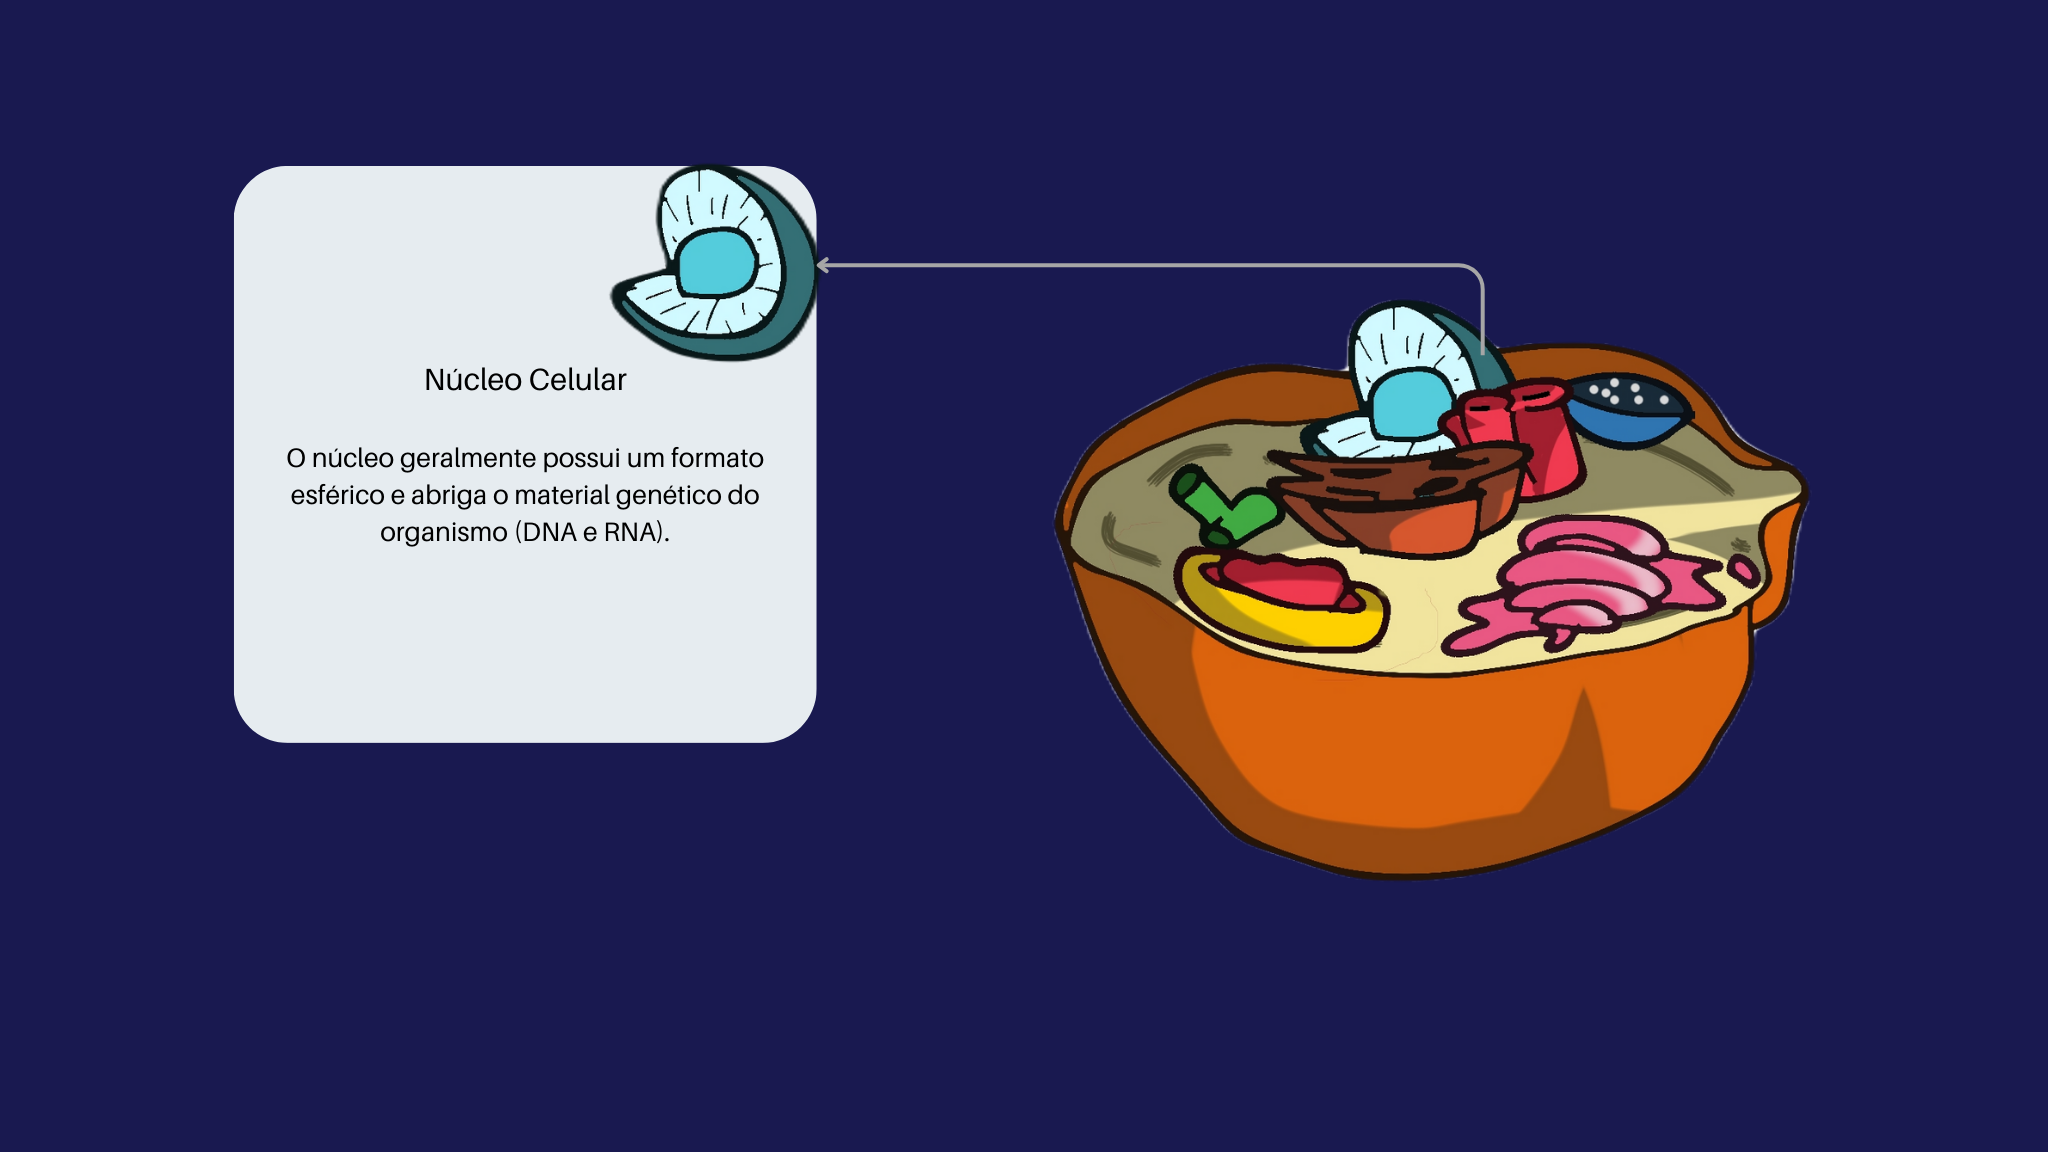 Núcleo Celular
O núcleo geralmente possui um formato
esférico e abriga o material genético do
organismo (DNA e RNA).